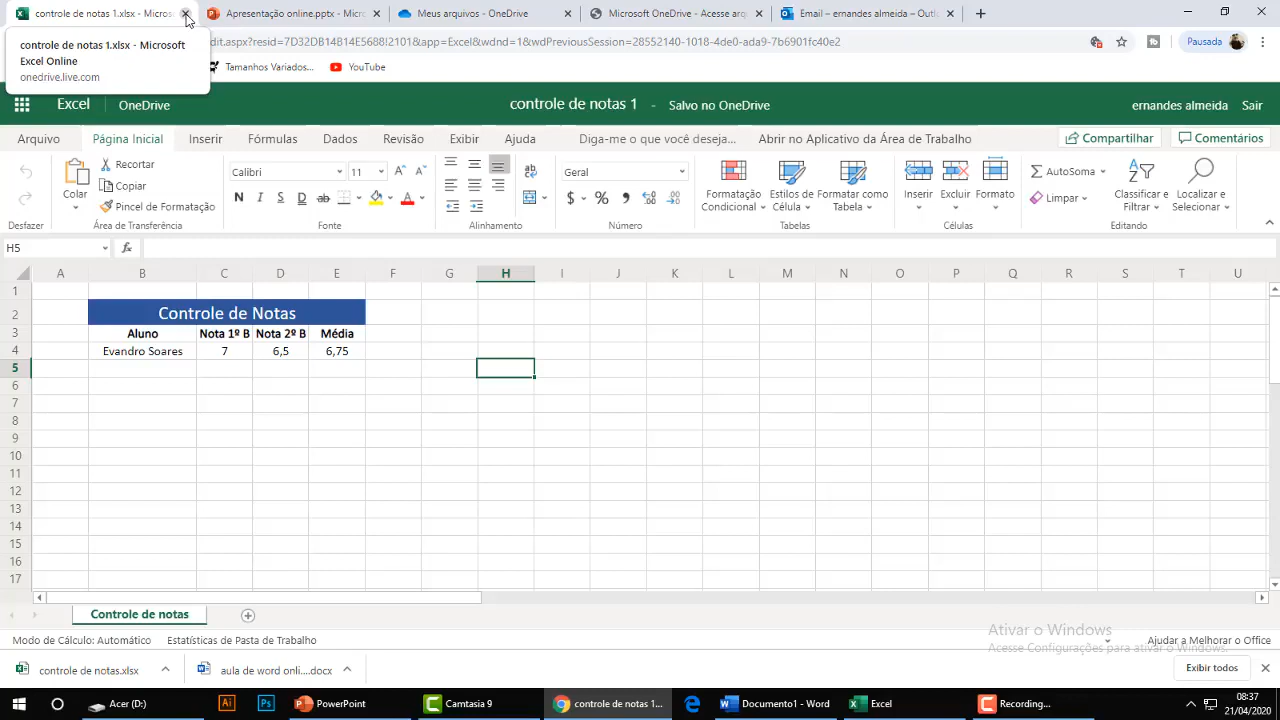 controle de notas 1.xlsx - Micros
Apresentação online.pptx - Micr
Meus arquivos - OneDrive
Microsoft OneDrive - Acesse arq
Email – ernandes almeida – Outl
controle de notas 1.xlsx - Microsoft
Excel Online
onedrive.live.com
edit.aspx?resid=7D32DB14B14E5688!2101&app=Excel&wdnd=1&wdPreviousSession=28552140-1018-4de0-ada9-7b6901fc40e2
Pausada
Tamanhos Variados...
YouTube
Excel
OneDrive
controle de notas 1 - Salvo no OneDrive
ernandes almeida
Sair
Arquivo
Página Inicial
Inserir
Fórmulas
Dados
Revisão
Exibir
Ajuda
Diga-me o que você deseja...
Abrir no Aplicativo da Área de Trabalho
Compartilhar
Comentários
Colar
Recortar
Copiar
Pincel de Formatação
Calibri
11
N I S D ab
A
Geral
$ % ,
Formatação
Condicional
Estilos de
Célula
Formatar como
Tabela
Inserir
Excluir
Formato
AutoSoma
Limpar
Classificar e
Filtrar
Localizar e
Selecionar
Desfazer
Área de Transferência
Fonte
Alinhamento
Número
Tabelas
Células
Editando
H5
fx
A B C D E F G H I J K L M N O P Q R S T U
1
2 Controle de Notas
3 Aluno Nota 1º B Nota 2º B Média
4 Evandro Soares 7 6,5 6,75
5
6
7
8
9
10
11
12
13
14
15
16
17
Controle de notas
Ativar o Windows
Acesse Configurações para ativar o Windows.
Modo de Cálculo: Automático
Estatísticas de Pasta de Trabalho
Ajudar a Melhorar o Office
controle de notas.xlsx
aula de word onli....docx
Exibir todos
Acer (D:)
Ai
Ps
PowerPoint
Camtasia 9
controle de notas 1...
Documento1 - Word
Excel
Recording...
08:37
21/04/2020